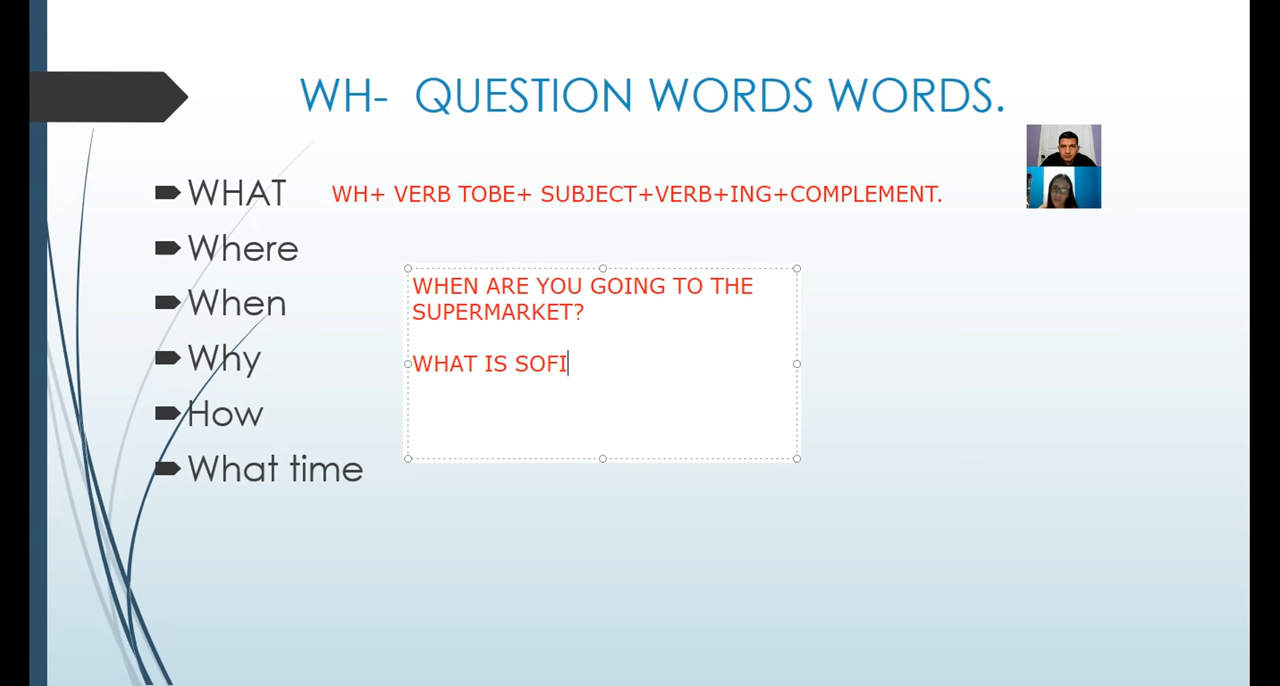 WH- QUESTION WORDS WORDS.
WHAT
WH+ VERB TOBE+ SUBJECT+VERB+ING+COMPLEMENT.
Where
When
Why
How
What time
WHEN ARE YOU GOING TO THE
SUPERMARKET?
WHAT IS SOFI